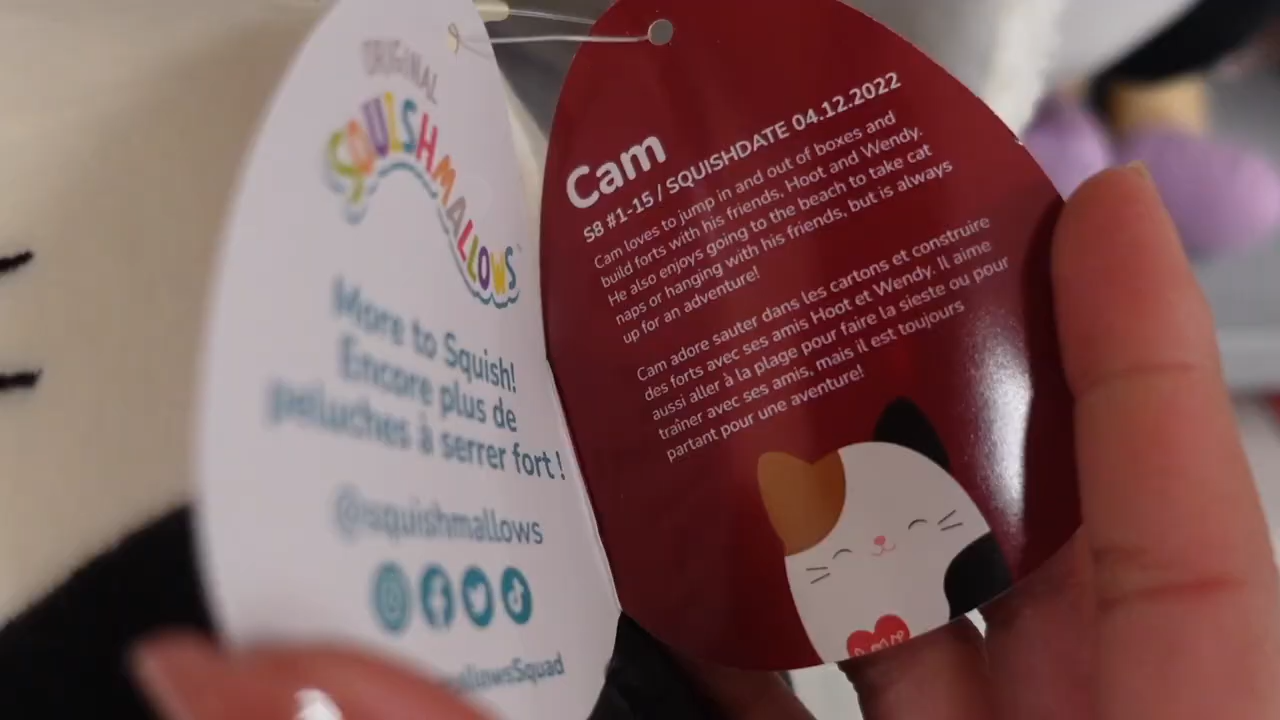 ORIGINAL
SQUISHMALLOWS
More to Squish!
Encore plus de
peluches à serrer fort !
@squishmallows
Cam
S8 #1-15 / SQUISHDATE 04.12.2022
Cam loves to jump in and out of boxes and
build forts with his friends, Hoot and Wendy.
He also enjoys going to the beach to take cat
naps or hanging with his friends, but is always
up for an adventure!
Cam adore sauter dans les cartons et construire
des forts avec ses amis Hoot et Wendy. Il aime
aussi aller à la plage pour faire la sieste ou pour
traîner avec ses amis, mais il est toujours
partant pour une aventure!